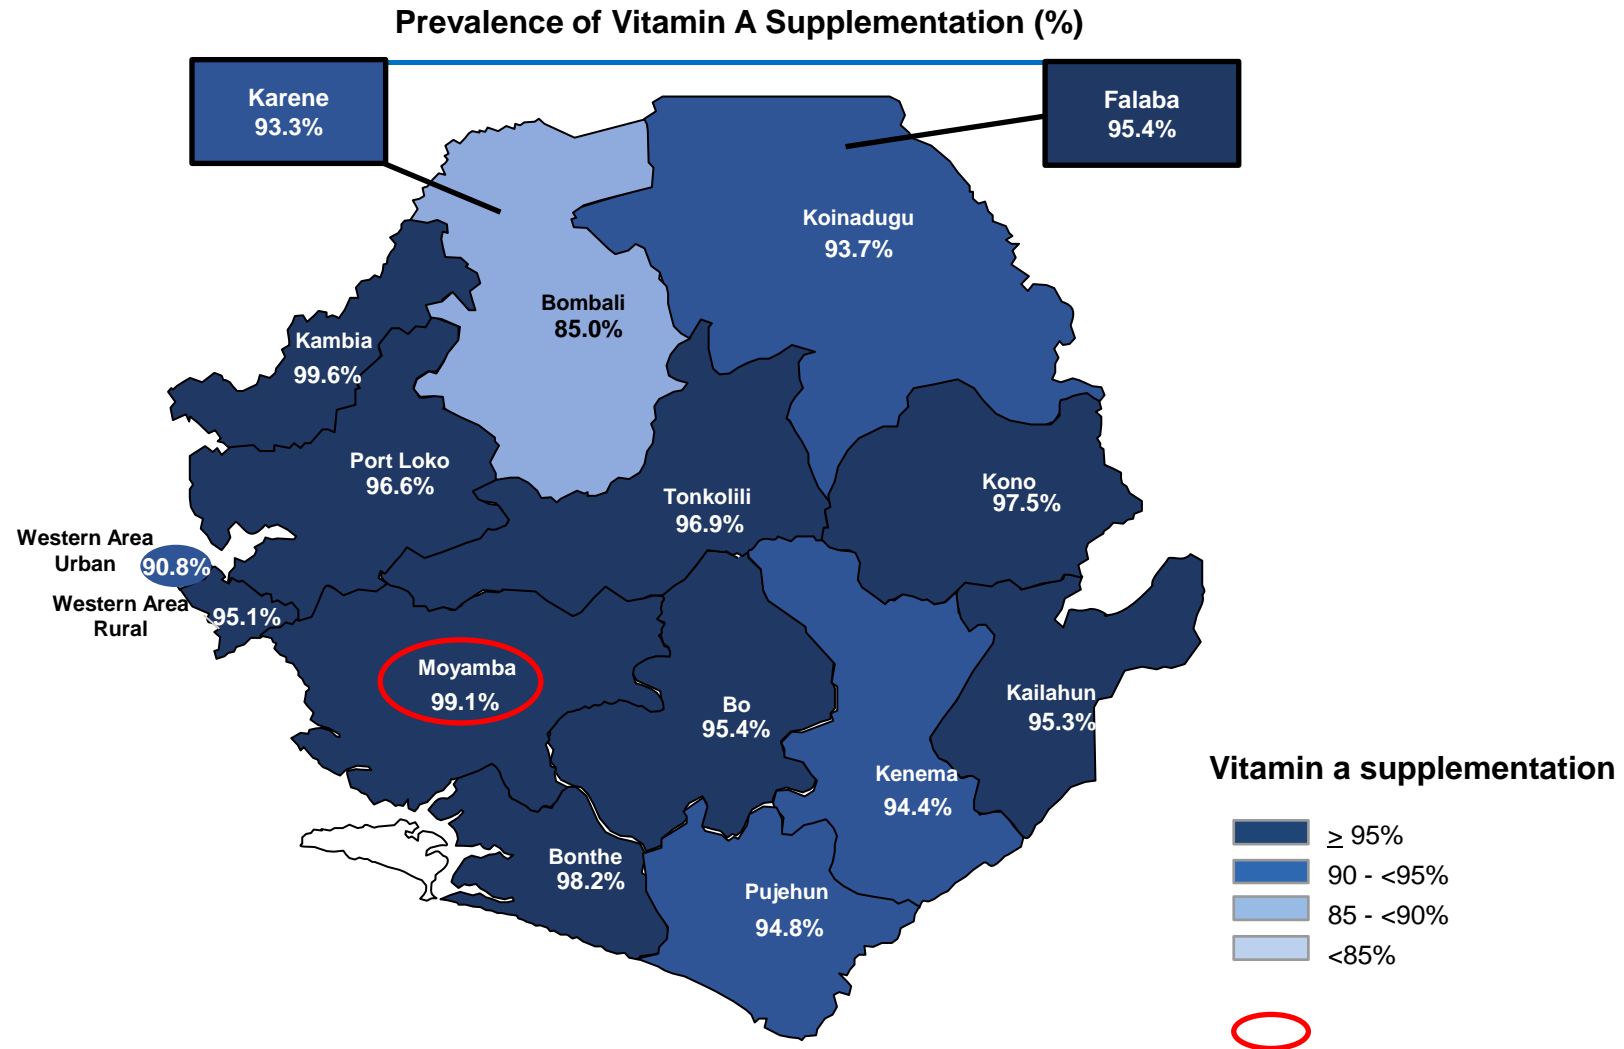 Prevalence of Vitamin A Supplementation (%)
Karene
93.3%
Falaba
95.4%
Koinadugu
93.7%
Bombali
85.0%
Kambia
99.6%
Port Loko
96.6%
Tonkolili
96.9%
Kono
97.5%
Western Area
Urban
90.8%
Western Area
Rural
95.1%
Moyamba
99.1%
Bo
95.4%
Kailahun
95.3%
Kenema
94.4%
Bonthe
98.2%
Pujehun
94.8%
Vitamin a supplementation
≥ 95%
90 - <95%
85 - <90%
<85%